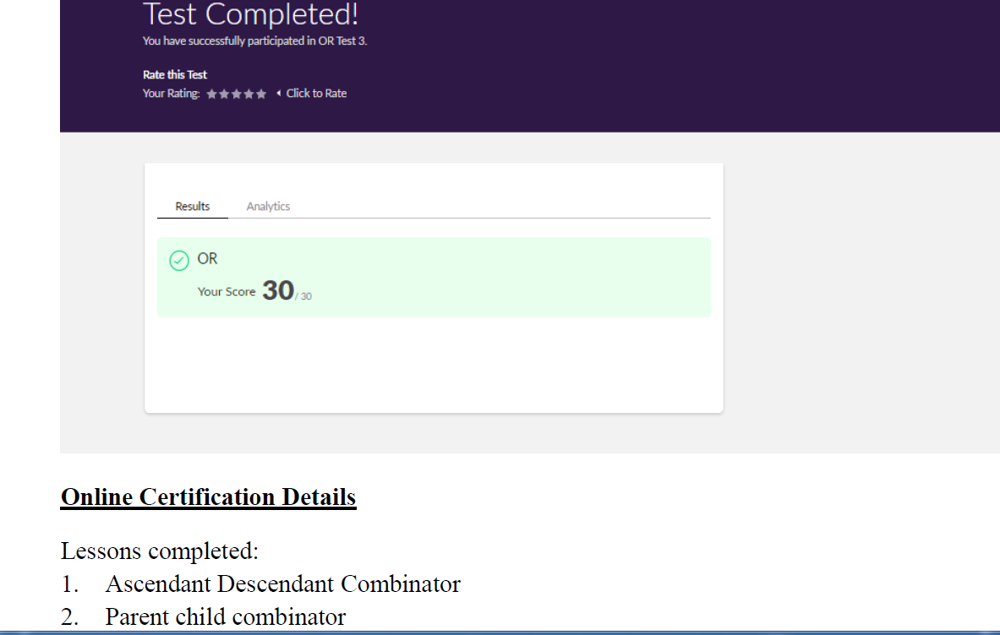 Test Completed!
You have successfully participated in OR Test 3.
Rate this Test
Your Rating: Click to Rate
Results Analytics
OR
Your Score 30 / 30
Online Certification Details
Lessons completed:
1. Ascendant Descendant Combinator
2. Parent child combinator